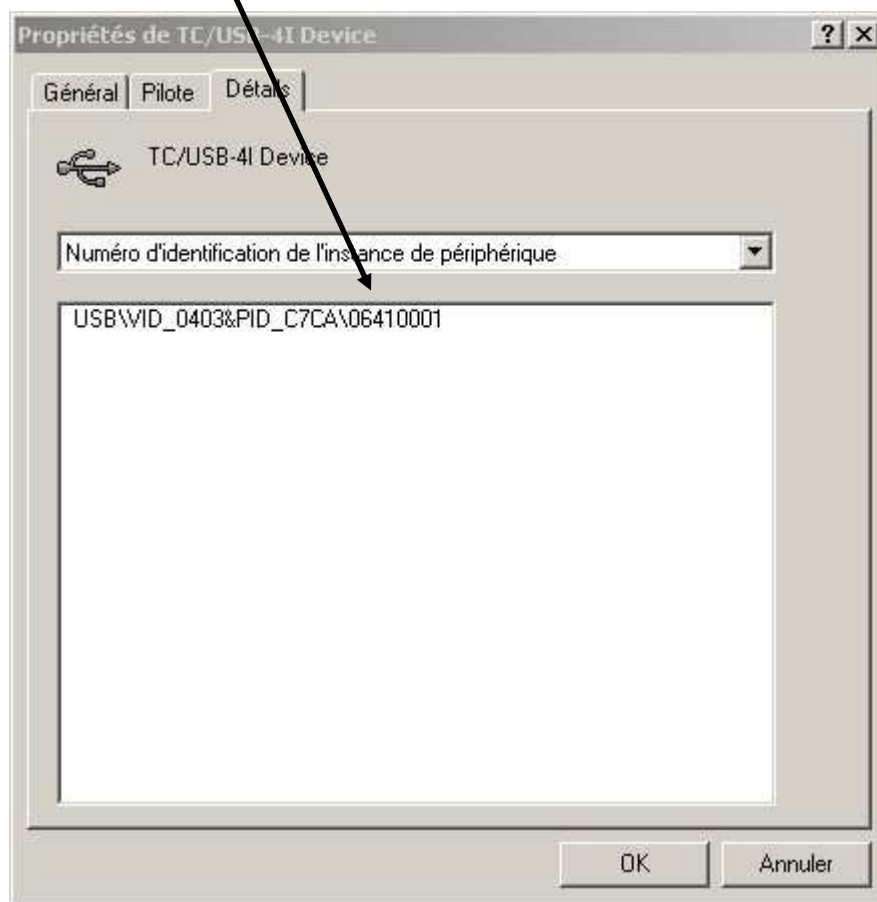 Propriétés de TC/USB-4I Device
Général Pilote Détails
TC/USB-4I Device
Numéro d'identification de l'instance de périphérique
USB\VID_0403&PID_C7CA\06410001
OK Annuler